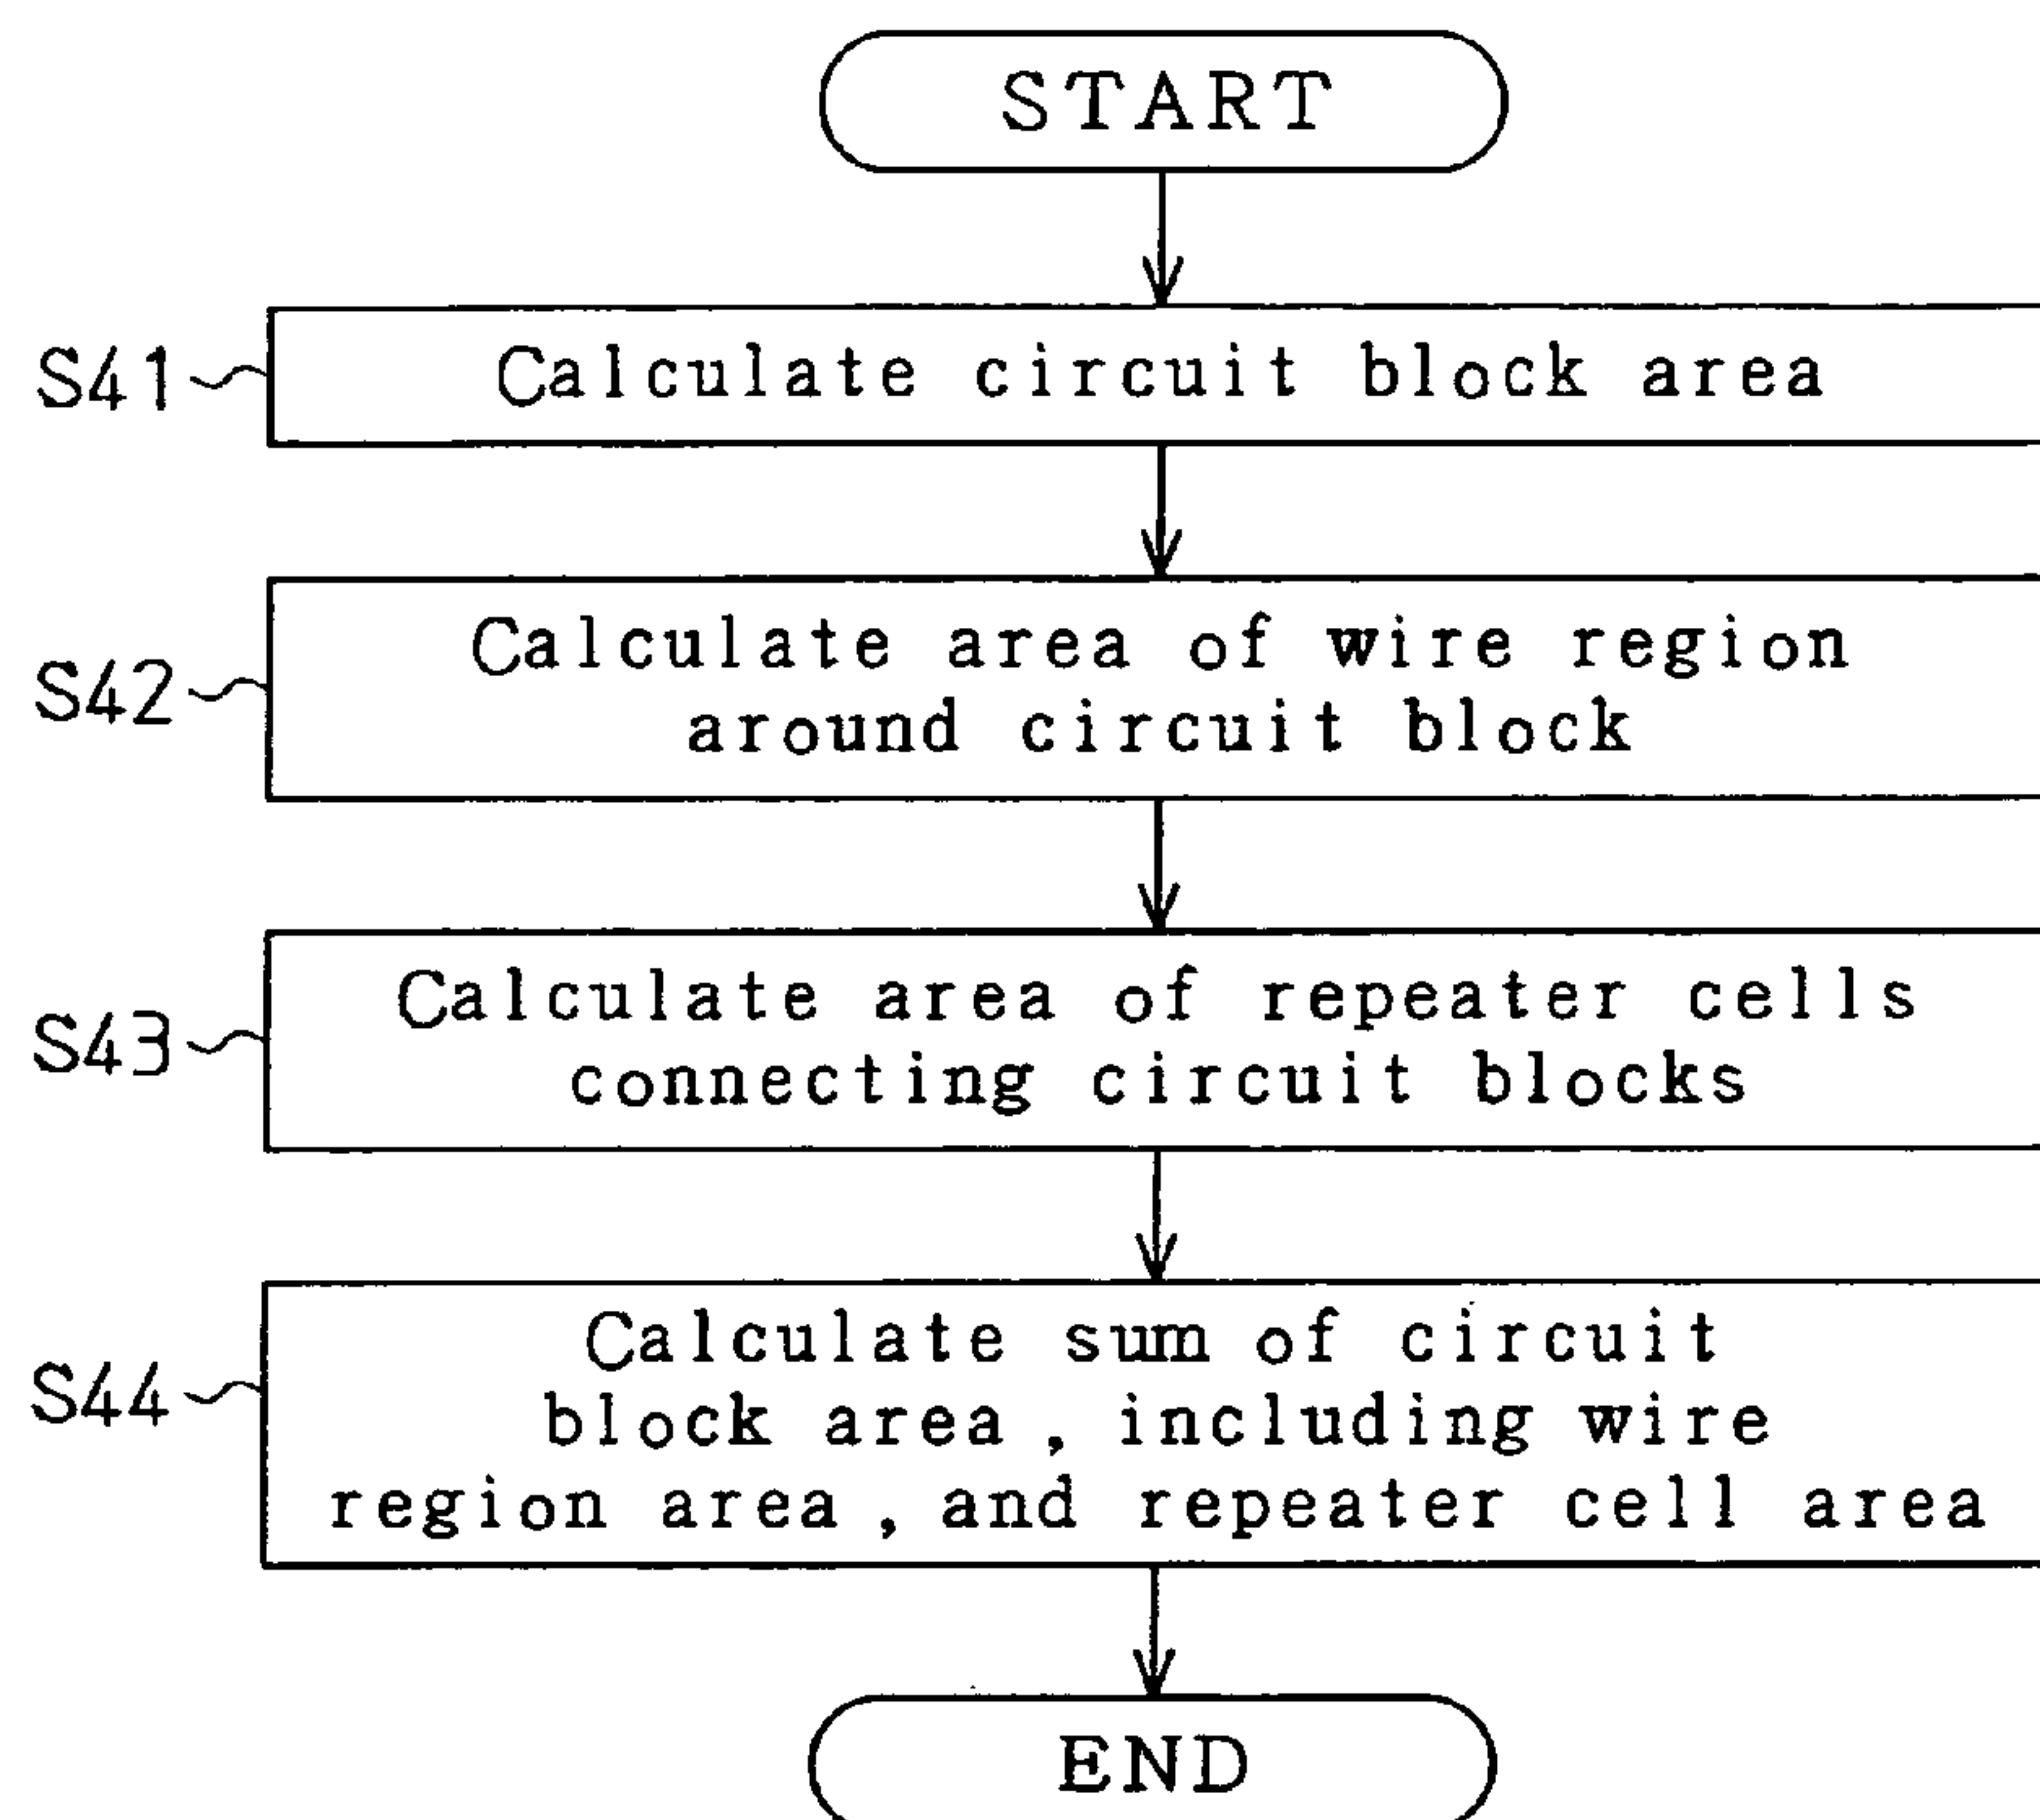 START
S41
Calculate circuit block area
S42
Calculate area of wire region
around circuit block
S43
Calculate area of repeater cells
connecting circuit blocks
S44
Calculate sum of circuit
block area, including wire
region area, and repeater cell area
END